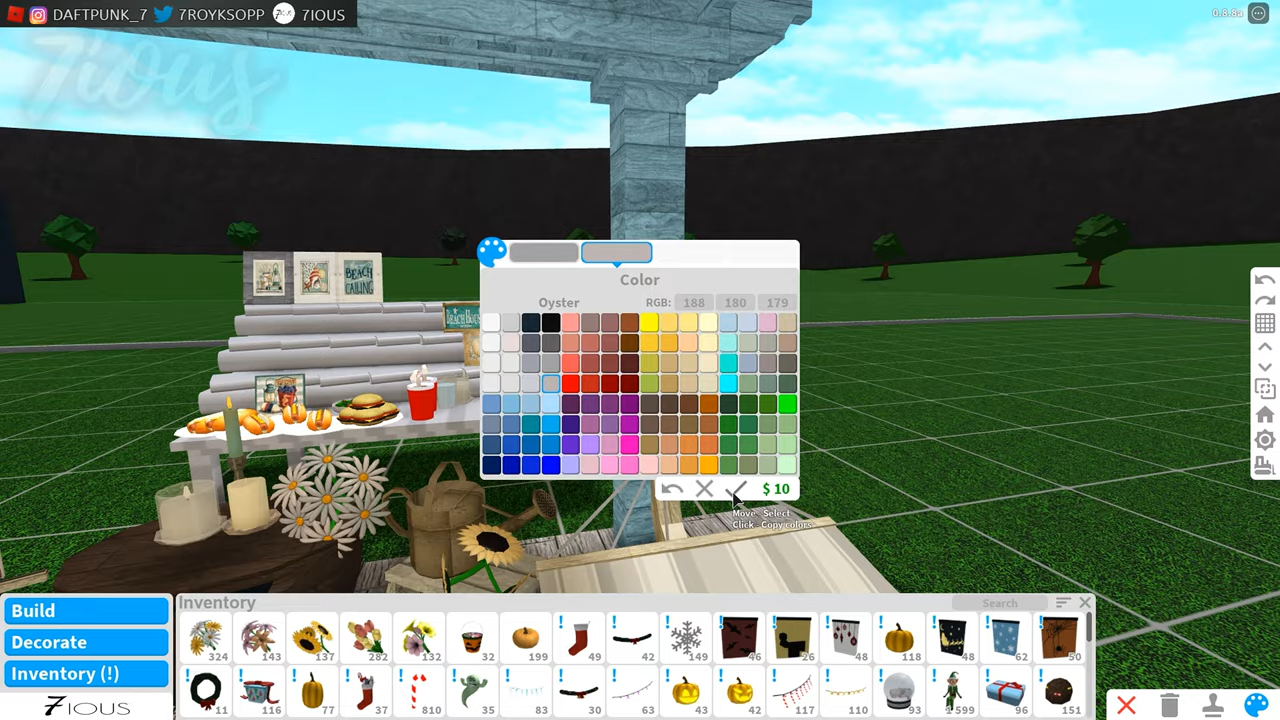 DAFTPUNK_7 7ROYKSOPP 7IOUS
0.8.8a
7ious
BEACH
CALLING
BEACH HOUSE
Color
Oyster RGB: 188 180 179
$ 10
Move - Select
Click - Copy colors
Build
Decorate
Inventory (!)
7IOUS
Inventory
Search
324 143 137 282 132 32 199 49 42 149 46 26 48 118 48 62 50
11 116 77 37 810 35 83 30 63 43 42 117 110 93 1 599 96 151